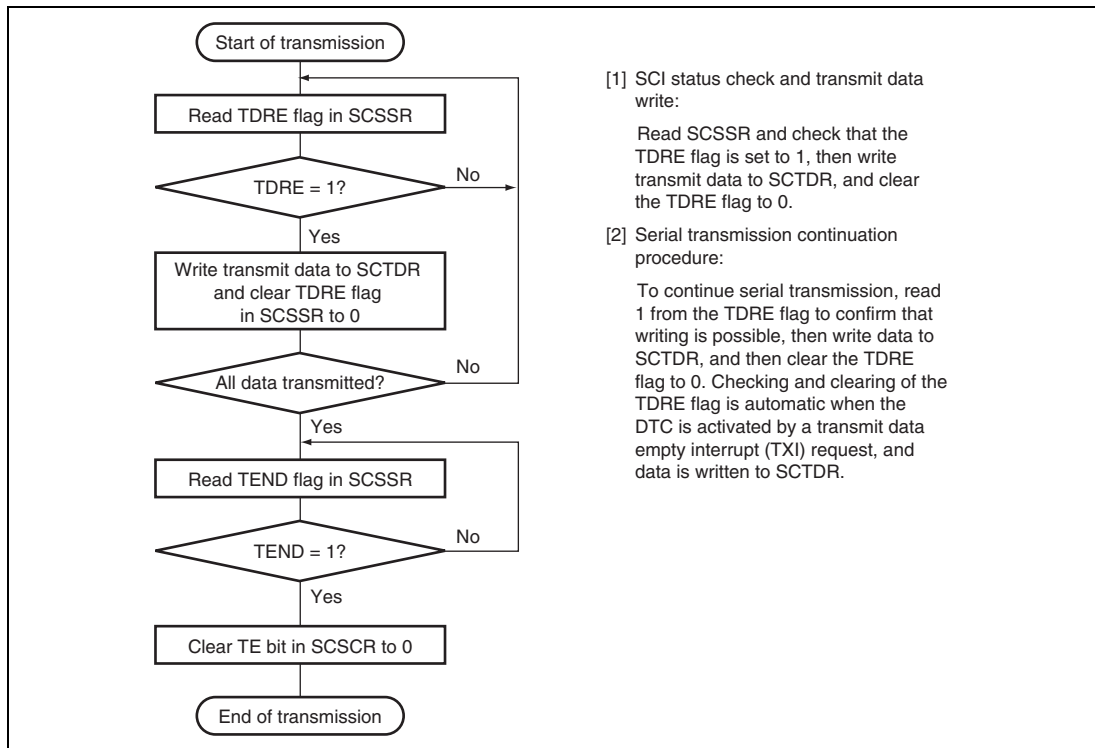 Start of transmission
Read TDRE flag in SCSSR
No
TDRE = 1?
Yes
Write transmit data to SCTDR
and clear TDRE flag
in SCSSR to 0
No
All data transmitted?
Yes
Read TEND flag in SCSSR
No
TEND = 1?
Yes
Clear TE bit in SCSCR to 0
End of transmission
[1] SCI status check and transmit data
write:
Read SCSSR and check that the
TDRE flag is set to 1, then write
transmit data to SCTDR, and clear
the TDRE flag to 0.
[2] Serial transmission continuation
procedure:
To continue serial transmission, read
1 from the TDRE flag to confirm that
writing is possible, then write data to
SCTDR, and then clear the TDRE
flag to 0. Checking and clearing of the
TDRE flag is automatic when the
DTC is activated by a transmit data
empty interrupt (TXI) request, and
data is written to SCTDR.